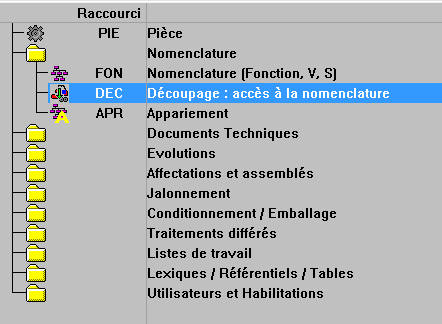 Raccourci
PIE Pièce
Nomenclature
FON Nomenclature (Fonction, V, S)
DEC Découpage : accès à la nomenclature
APR Appariement
Documents Techniques
Evolutions
Affectations et assemblés
Jalonnement
Conditionnement / Emballage
Traitements différés
Listes de travail
Lexiques / Référentiels / Tables
Utilisateurs et Habilitations